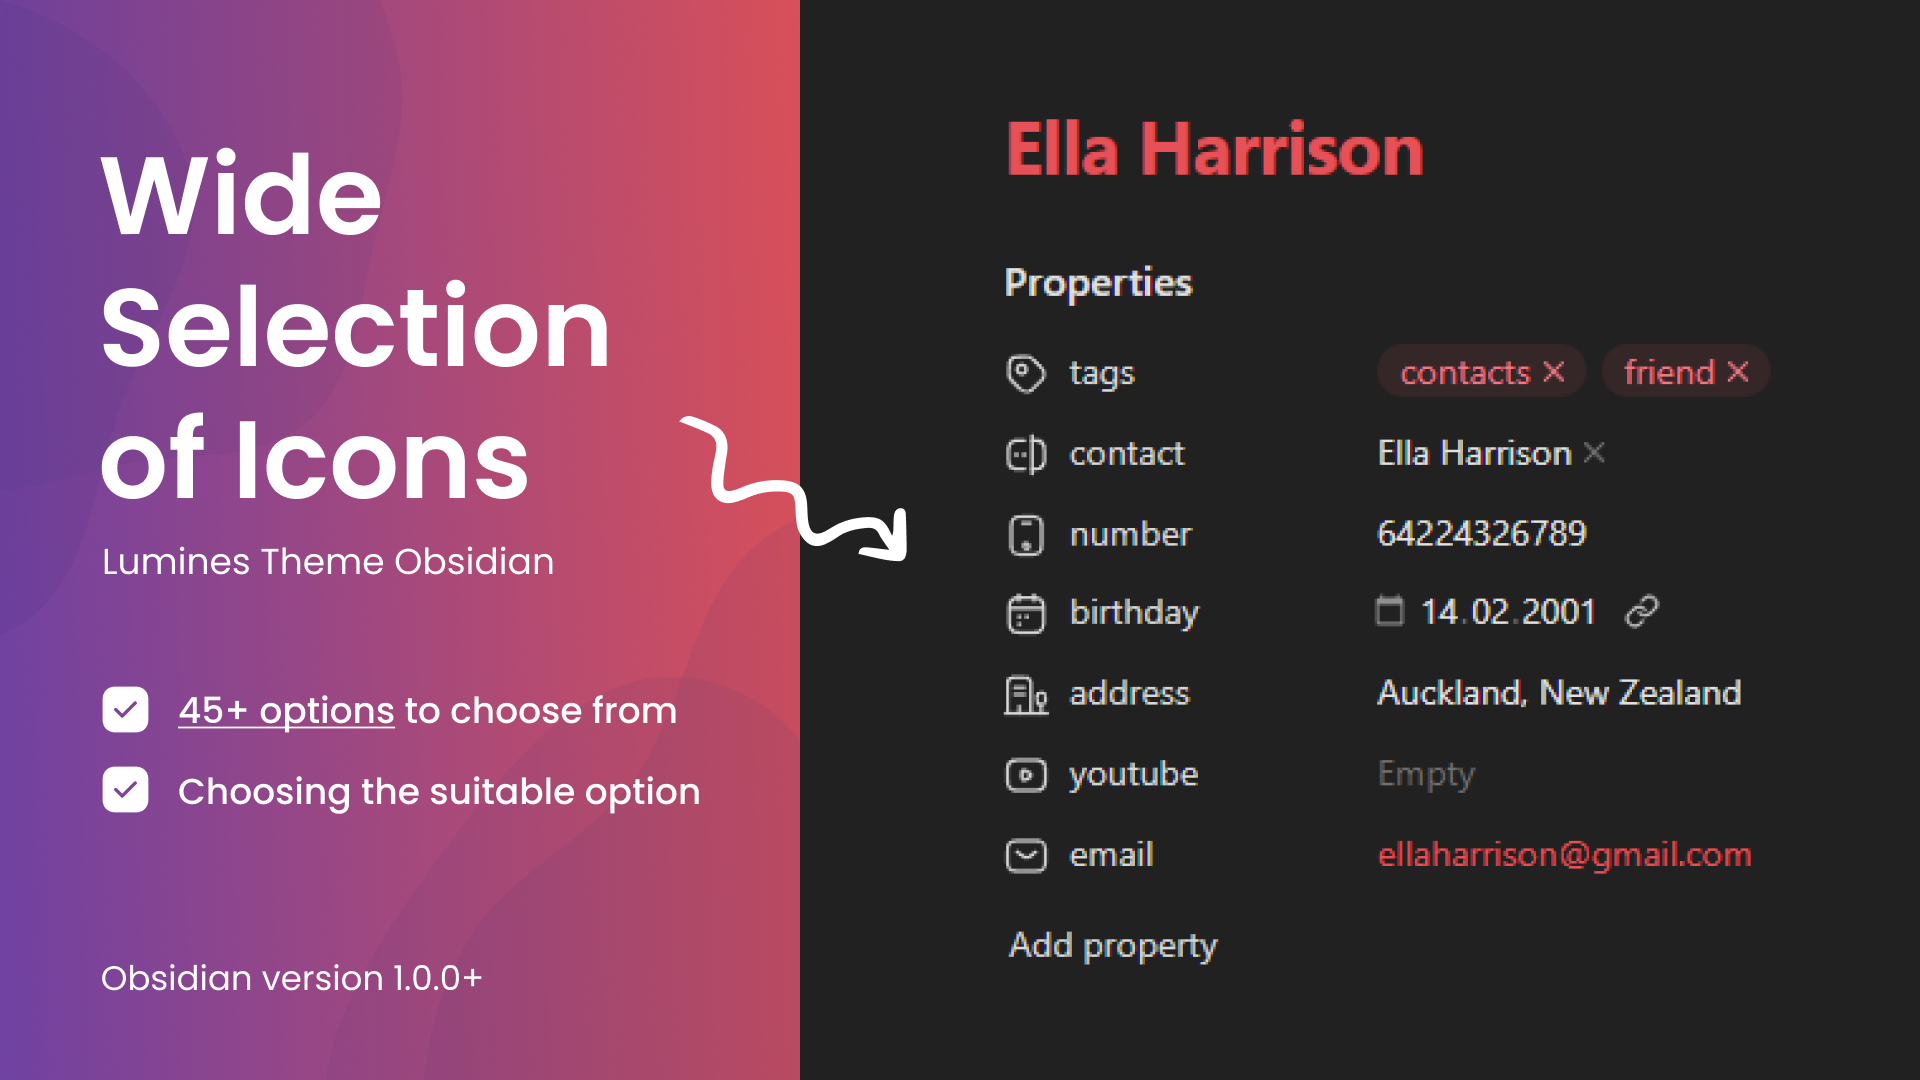 Wide
Selection
of Icons
Lumines Theme Obsidian
45+ options to choose from
Choosing the suitable option
Obsidian version 1.0.0+
Ella Harrison
Properties
tags contacts friend
contact Ella Harrison
number 64224326789
birthday 14.02.2001
address Auckland, New Zealand
youtube Empty
email ellaharrison@gmail.com
Add property